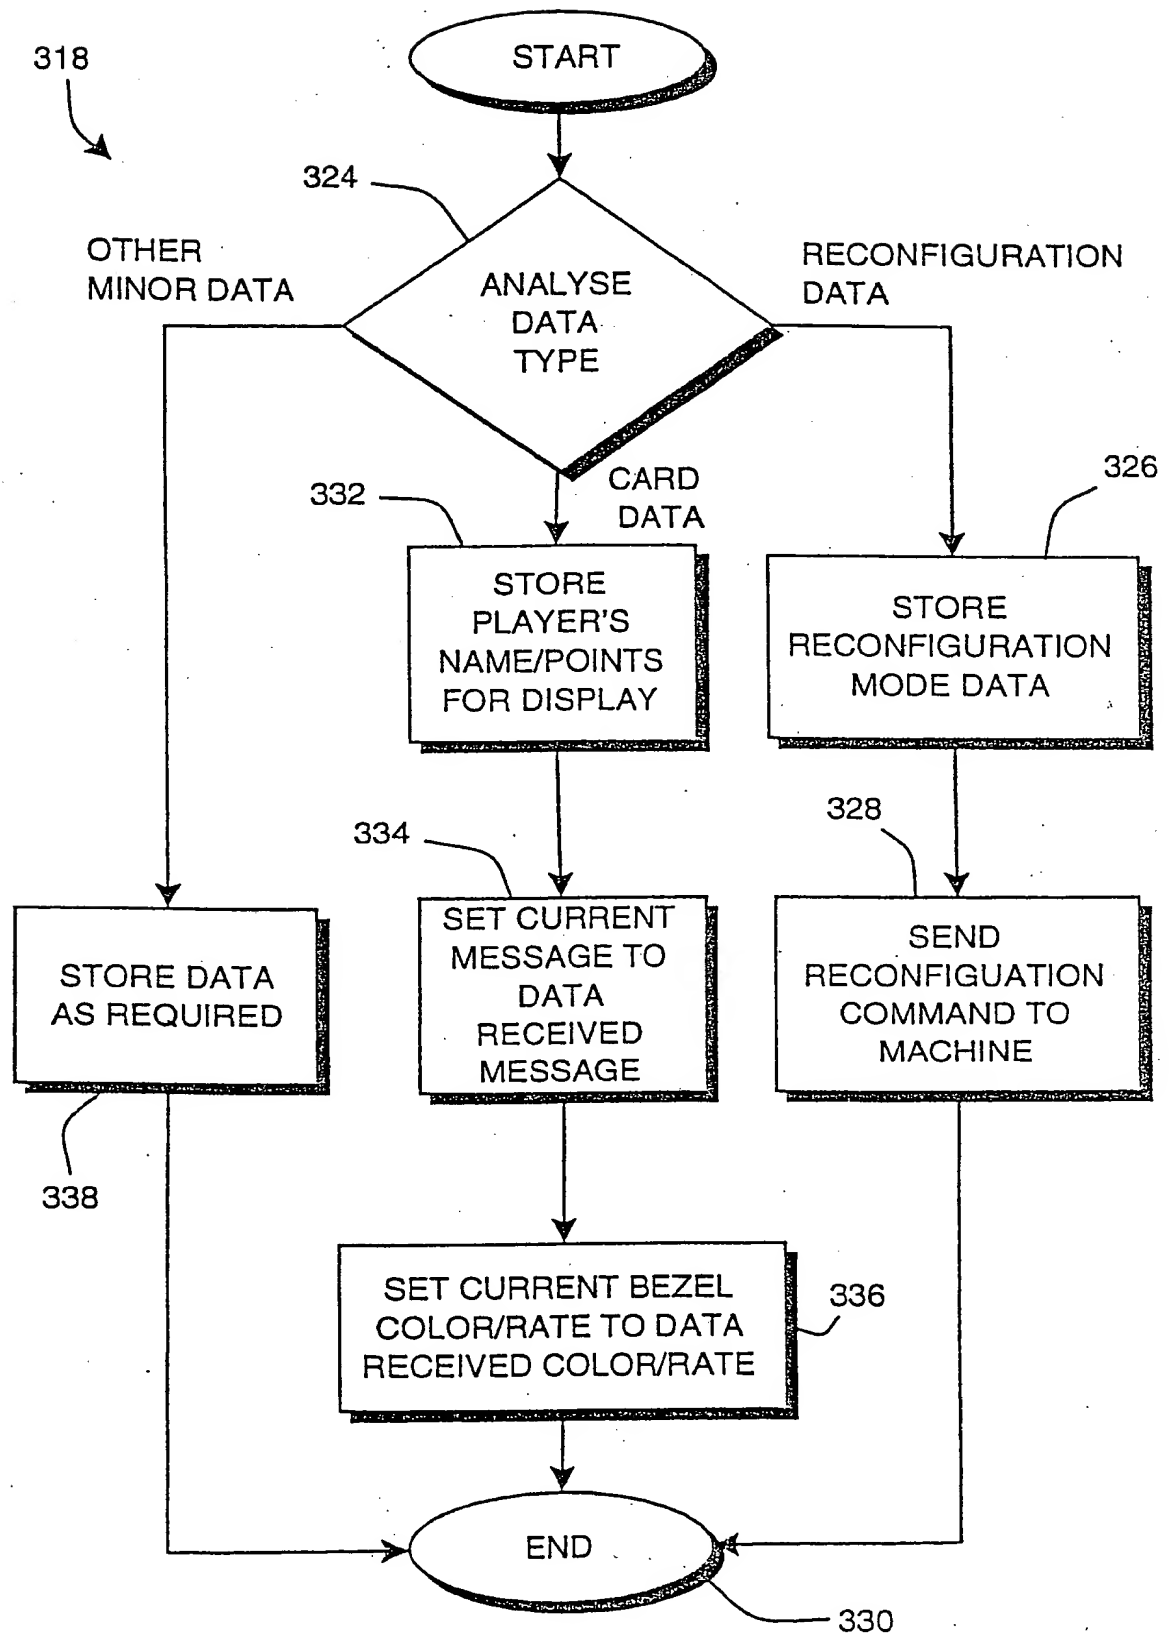 START
318
324
OTHER
MINOR DATA
ANALYSE
DATA
TYPE
RECONFIGURATION
DATA
CARD
DATA
332
326
STORE
PLAYER'S
NAME/POINTS
FOR DISPLAY
STORE
RECONFIGURATION
MODE DATA
334
328
STORE DATA
AS REQUIRED
SET CURRENT
MESSAGE TO
DATA
RECEIVED
MESSAGE
SEND
RECONFIGUATION
COMMAND TO
MACHINE
338
SET CURRENT BEZEL
COLOR/RATE TO DATA
RECEIVED COLOR/RATE
336
END
330